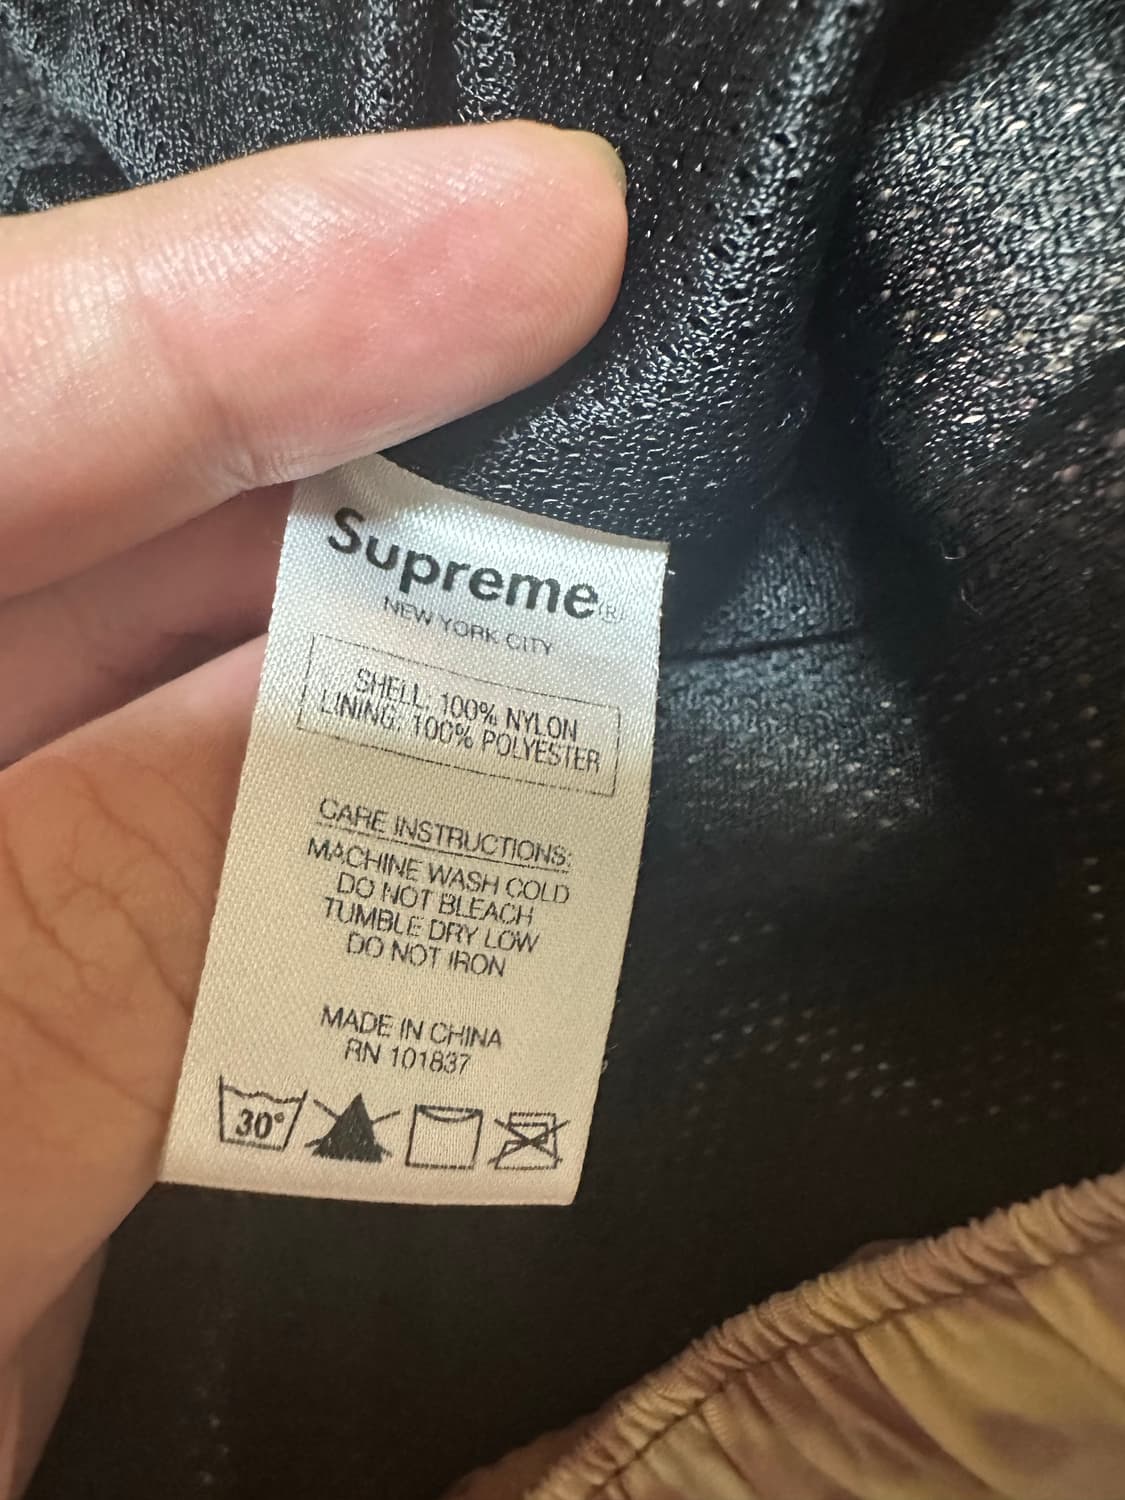 Supreme®
NEW YORK CITY
SHELL: 100% NYLON
LINING: 100% POLYESTER
CARE INSTRUCTIONS:
MACHINE WASH COLD
DO NOT BLEACH
TUMBLE DRY LOW
DO NOT IRON
MADE IN CHINA
RN 101837
30°